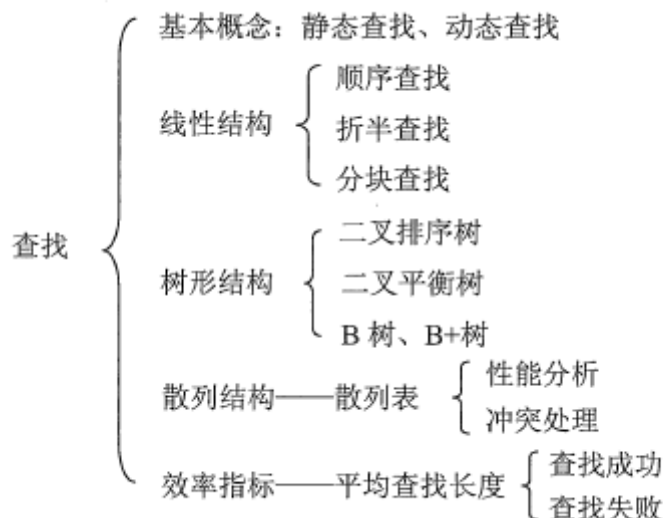 基本概念：静态查找、动态查找
顺序查找
线性结构
折半查找
分块查找
查找
二叉排序树
树形结构
二叉平衡树
B 树、B+树
散列结构——散列表
性能分析
冲突处理
效率指标——平均查找长度
查找成功
查找失败